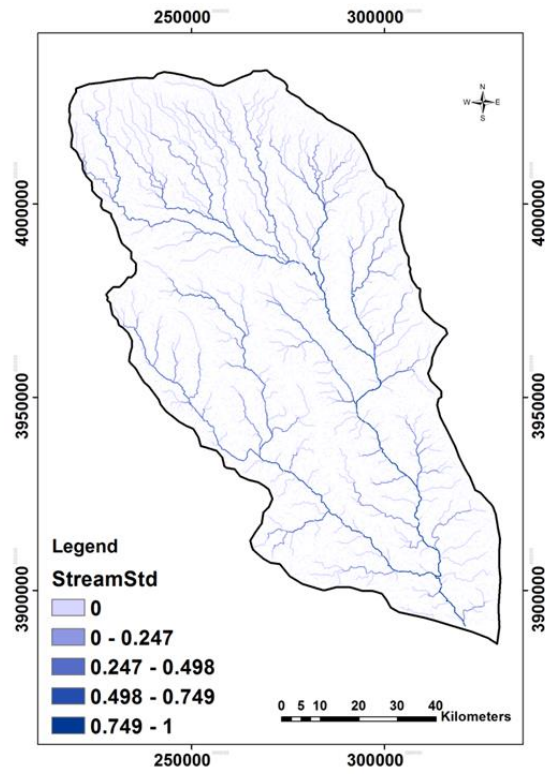 250000 300000
N
W E
S
4000000 4000000
3950000 3950000
Legend
StreamStd
3900000 3900000
0
0 - 0.247
0.247 - 0.498
0.498 - 0.749
0.749 - 1
0 5 10 20 30 40
Kilometers
250000 300000